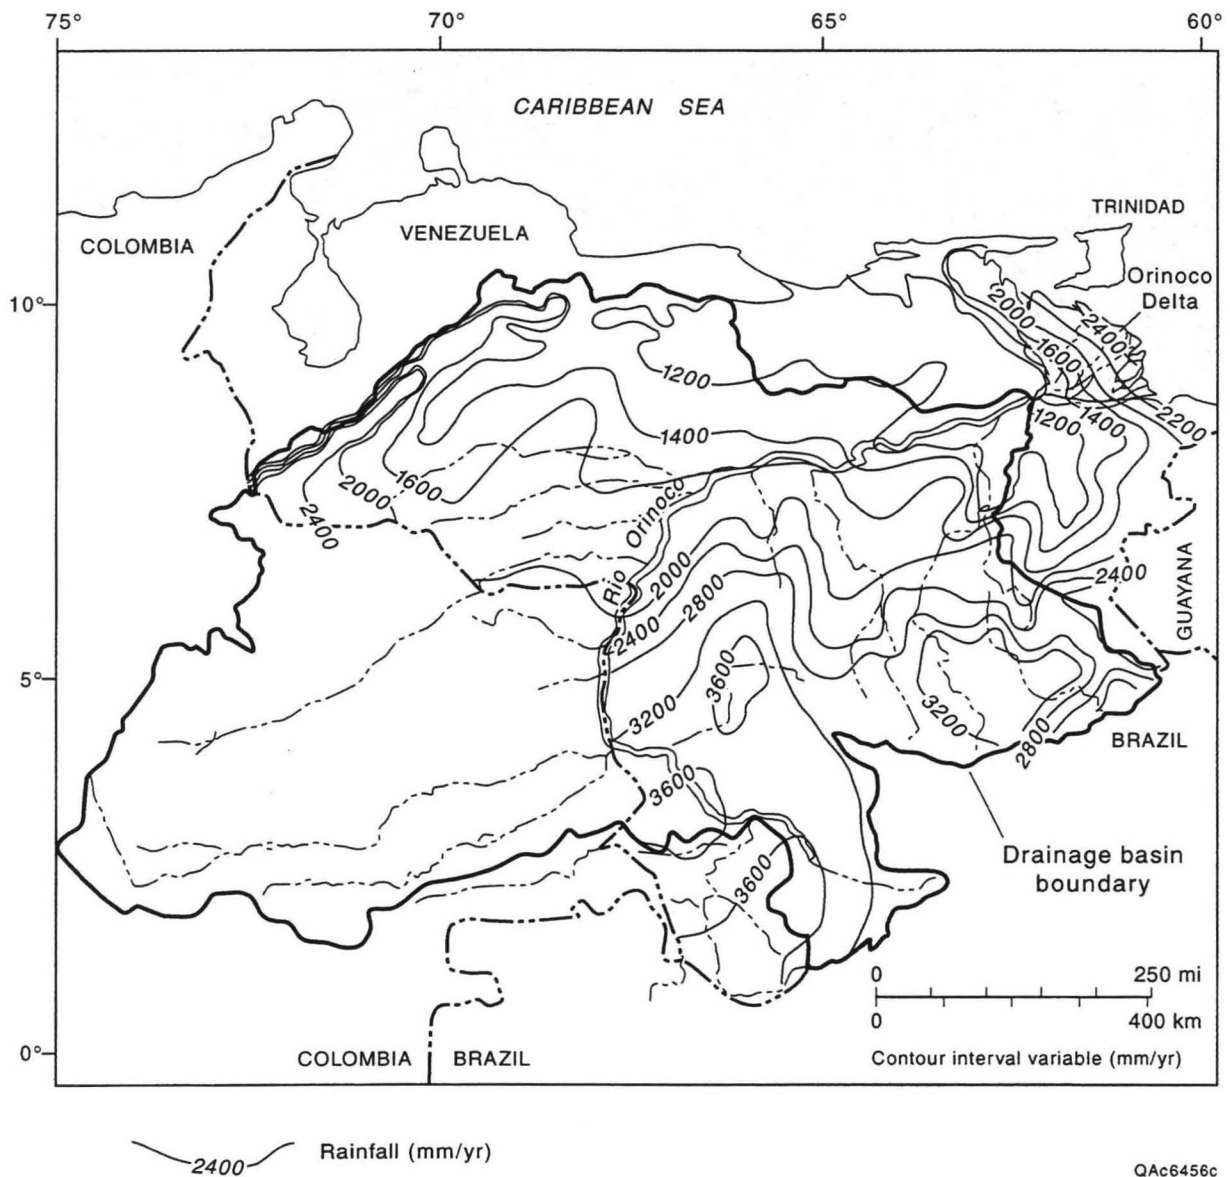 75°
70°
65°
60°
CARIBBEAN SEA
TRINIDAD
COLOMBIA
VENEZUELA
Orinoco
Delta
10°
2000
2400
1600
1200
2200
1400
1200
1400
1600
2000
2400
Rio Orinoco
2000
2400
2800
2400
GUAYANA
5°
3600
3200
3200
2800
BRAZIL
3600
Drainage basin
boundary
3600
0 250 mi
0 400 km
0°
COLOMBIA BRAZIL
Contour interval variable (mm/yr)
2400 Rainfall (mm/yr)
QAc6456c